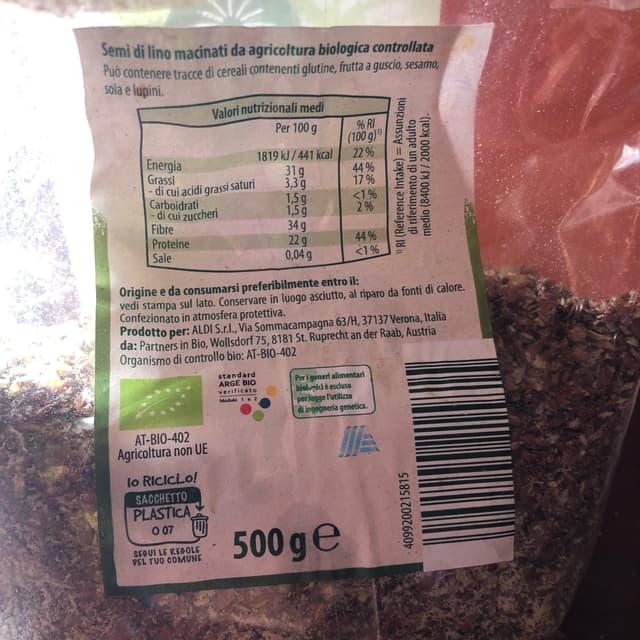 Semi di lino macinati da agricoltura biologica controllata
Può contenere tracce di cereali contenenti glutine, frutta a guscio, sesamo,
soia e lupini.
Valori nutrizionali medi
Per 100 g % RI (100 g)¹⁾
Energia 1819 kJ / 441 kcal 22 %
Grassi 31 g 44 %
- di cui acidi grassi saturi 3,3 g 17 %
Carboidrati 1,5 g <1 %
- di cui zuccheri 1,5 g 2 %
Fibre 34 g
Proteine 22 g 44 %
Sale 0,04 g <1 %
¹⁾ RI (Reference Intake) = Assunzioni
di riferimento di un adulto
medio (8400 kJ / 2000 kcal).
Origine e da consumarsi preferibilmente entro il:
vedi stampa sul lato. Conservare in luogo asciutto, al riparo da fonti di calore.
Confezionato in atmosfera protettiva.
Prodotto per: ALDI S.r.l., Via Sommacampagna 63/H, 37137 Verona, Italia
da: Partners in Bio, Wollsdorf 75, 8181 St. Ruprecht an der Raab, Austria
Organismo di controllo bio: AT-BIO-402
AT-BIO-402
Agricoltura non UE
standard
ARGE BIO
verificato
Modulo 1 e 2
Per i generi alimentari
biologici è escluso
per legge l'utilizzo
di ingegneria genetica.
IO RICICLO!
SACCHETTO
PLASTICA
O 07
SEGUI LE REGOLE
DEL TUO COMUNE
500 g e
4099200215815